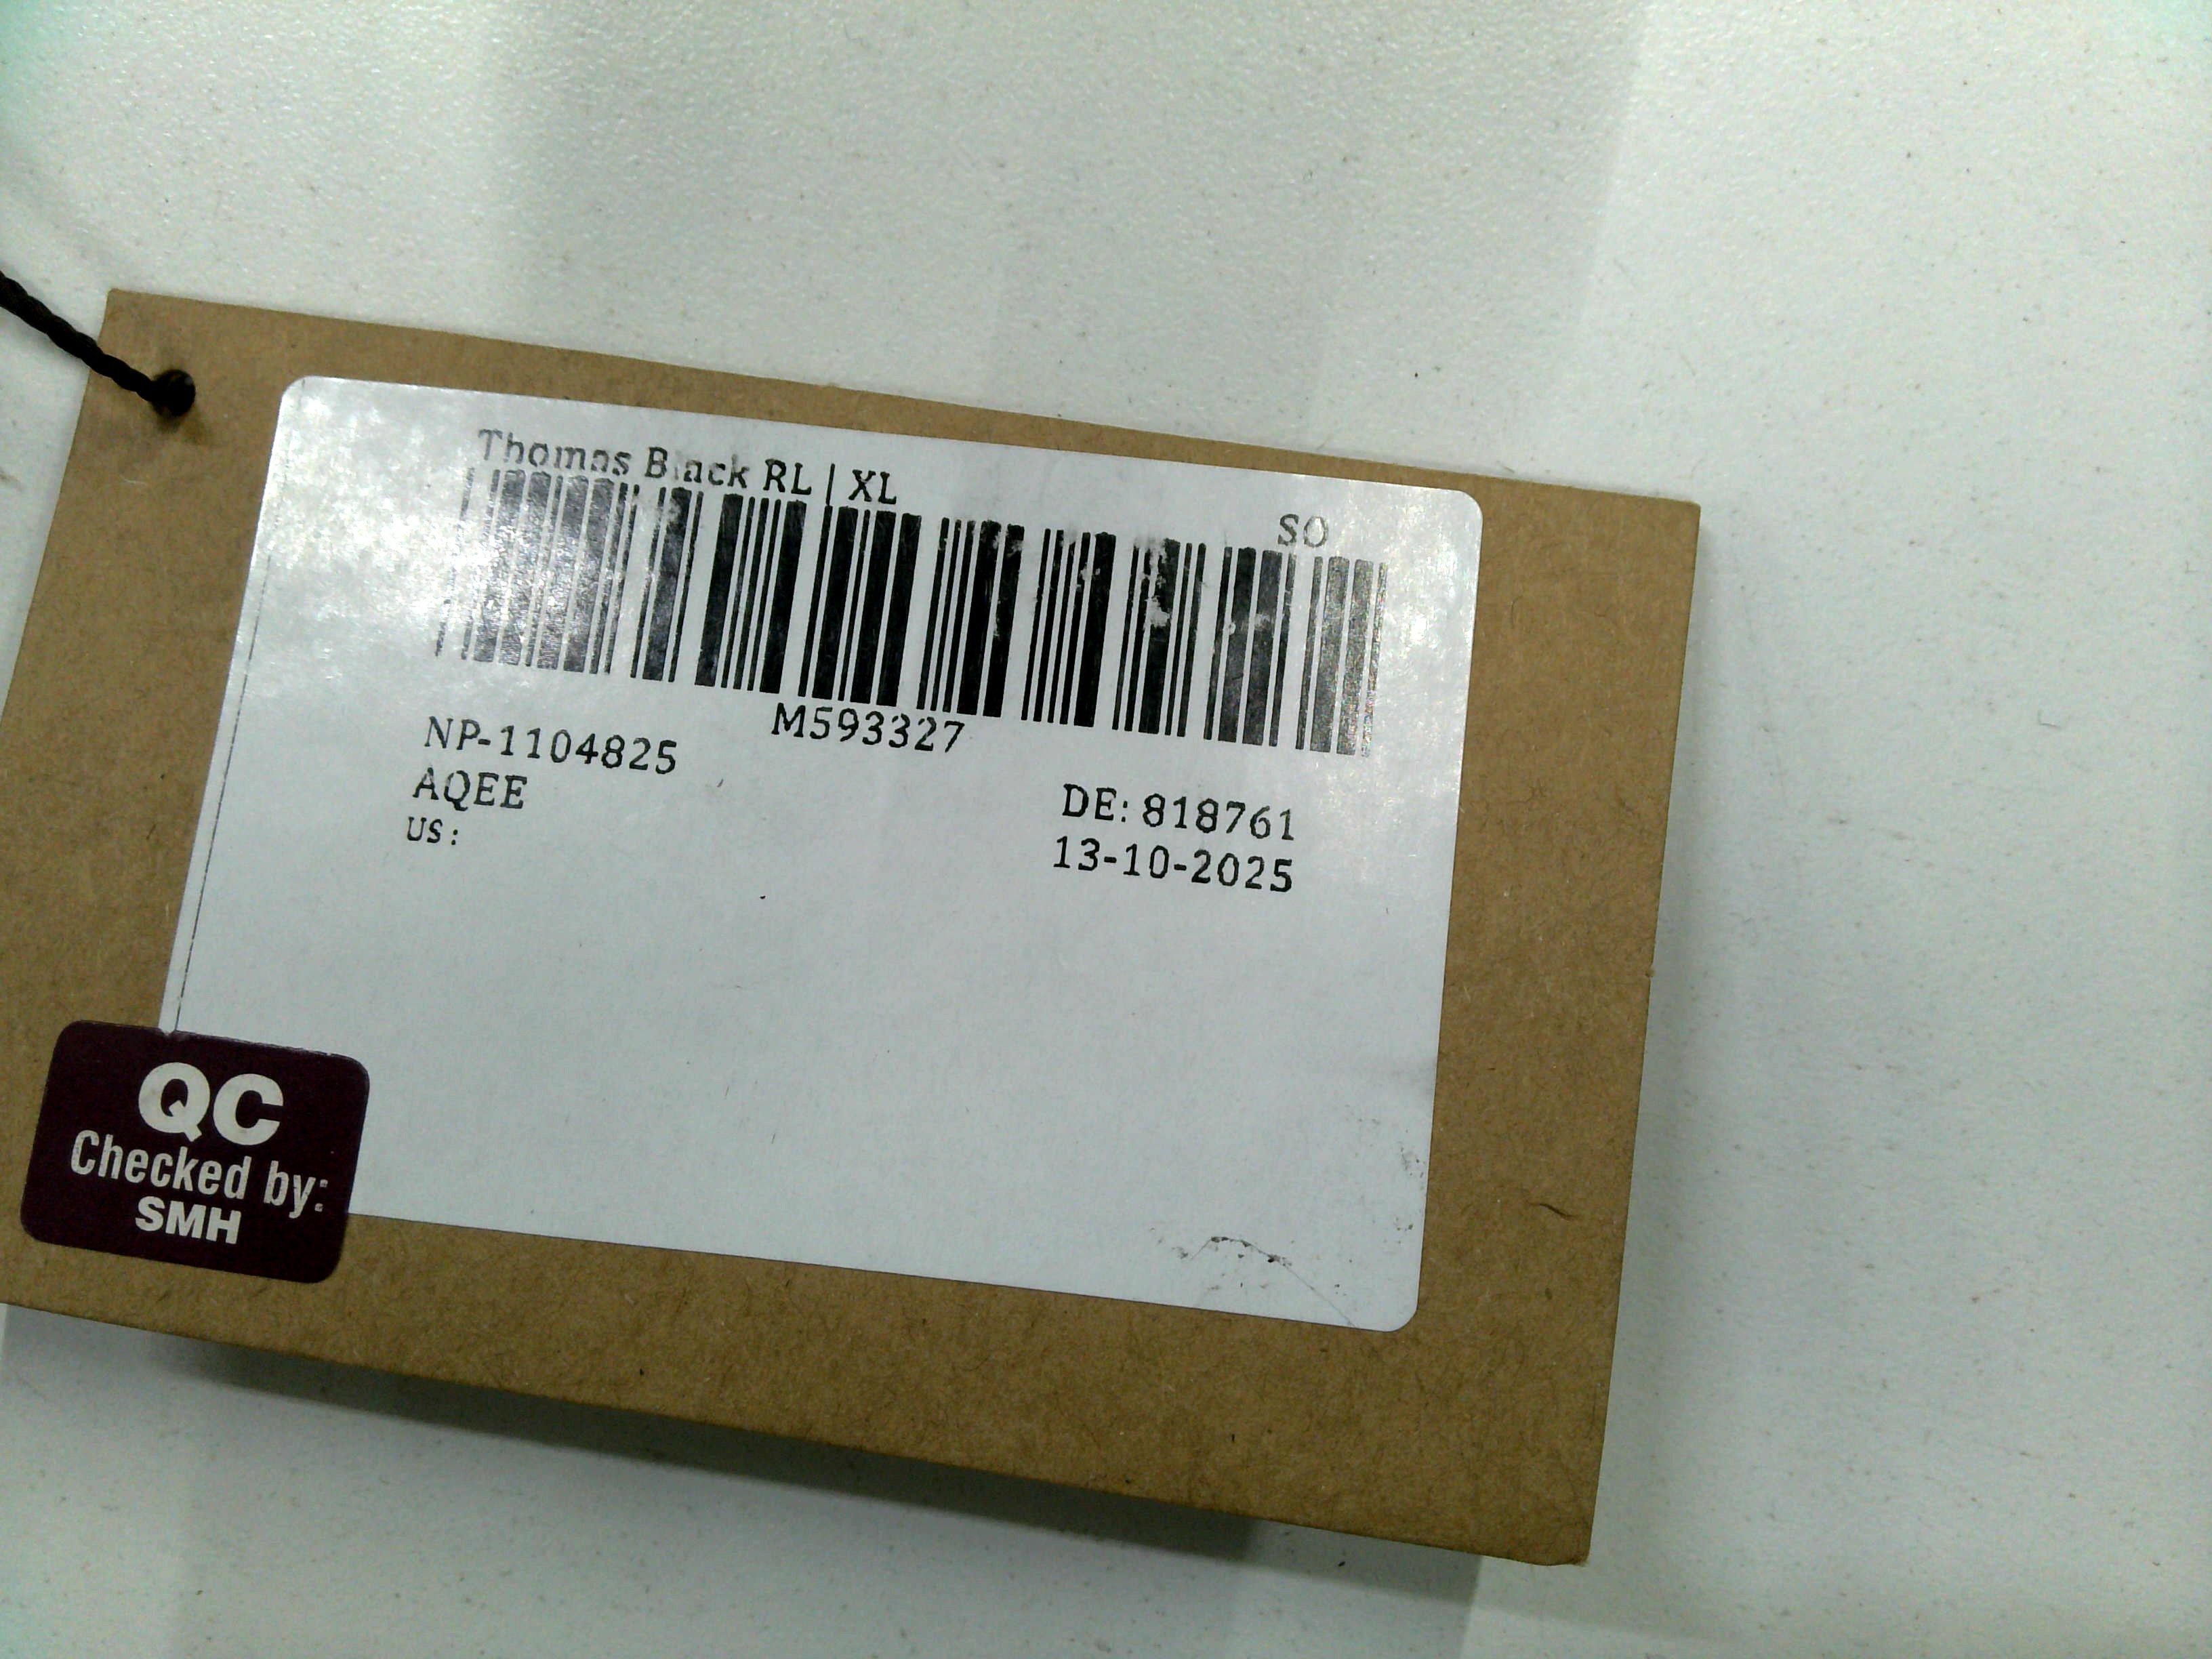 Thomas Black RL | XL
SO
M593327
NP-1104825
AQEE
US:
DE: 818761
13-10-2025
QC
Checked by:
SMH